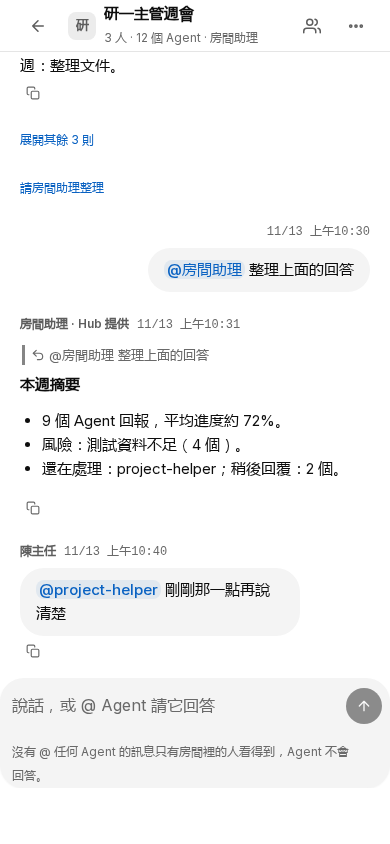 研
研一主管週會
3 人 · 12 個 Agent · 房間助理
週：整理文件。
展開其餘 3 則
請房間助理整理
11/13 上午10:30
@房間助理 整理上面的回答
房間助理 · Hub 提供 11/13 上午10:31
@房間助理 整理上面的回答
本週摘要
• 9 個 Agent 回報，平均進度約 72%。
• 風險：測試資料不足（4 個）。
• 還在處理：project-helper；稍後回覆：2 個。
陳主任 11/13 上午10:40
@project-helper 剛剛那一點再說
清楚
說話，或 @ Agent 請它回答
沒有 @ 任何 Agent 的訊息只有房間裡的人看得到，Agent 不會
回答。